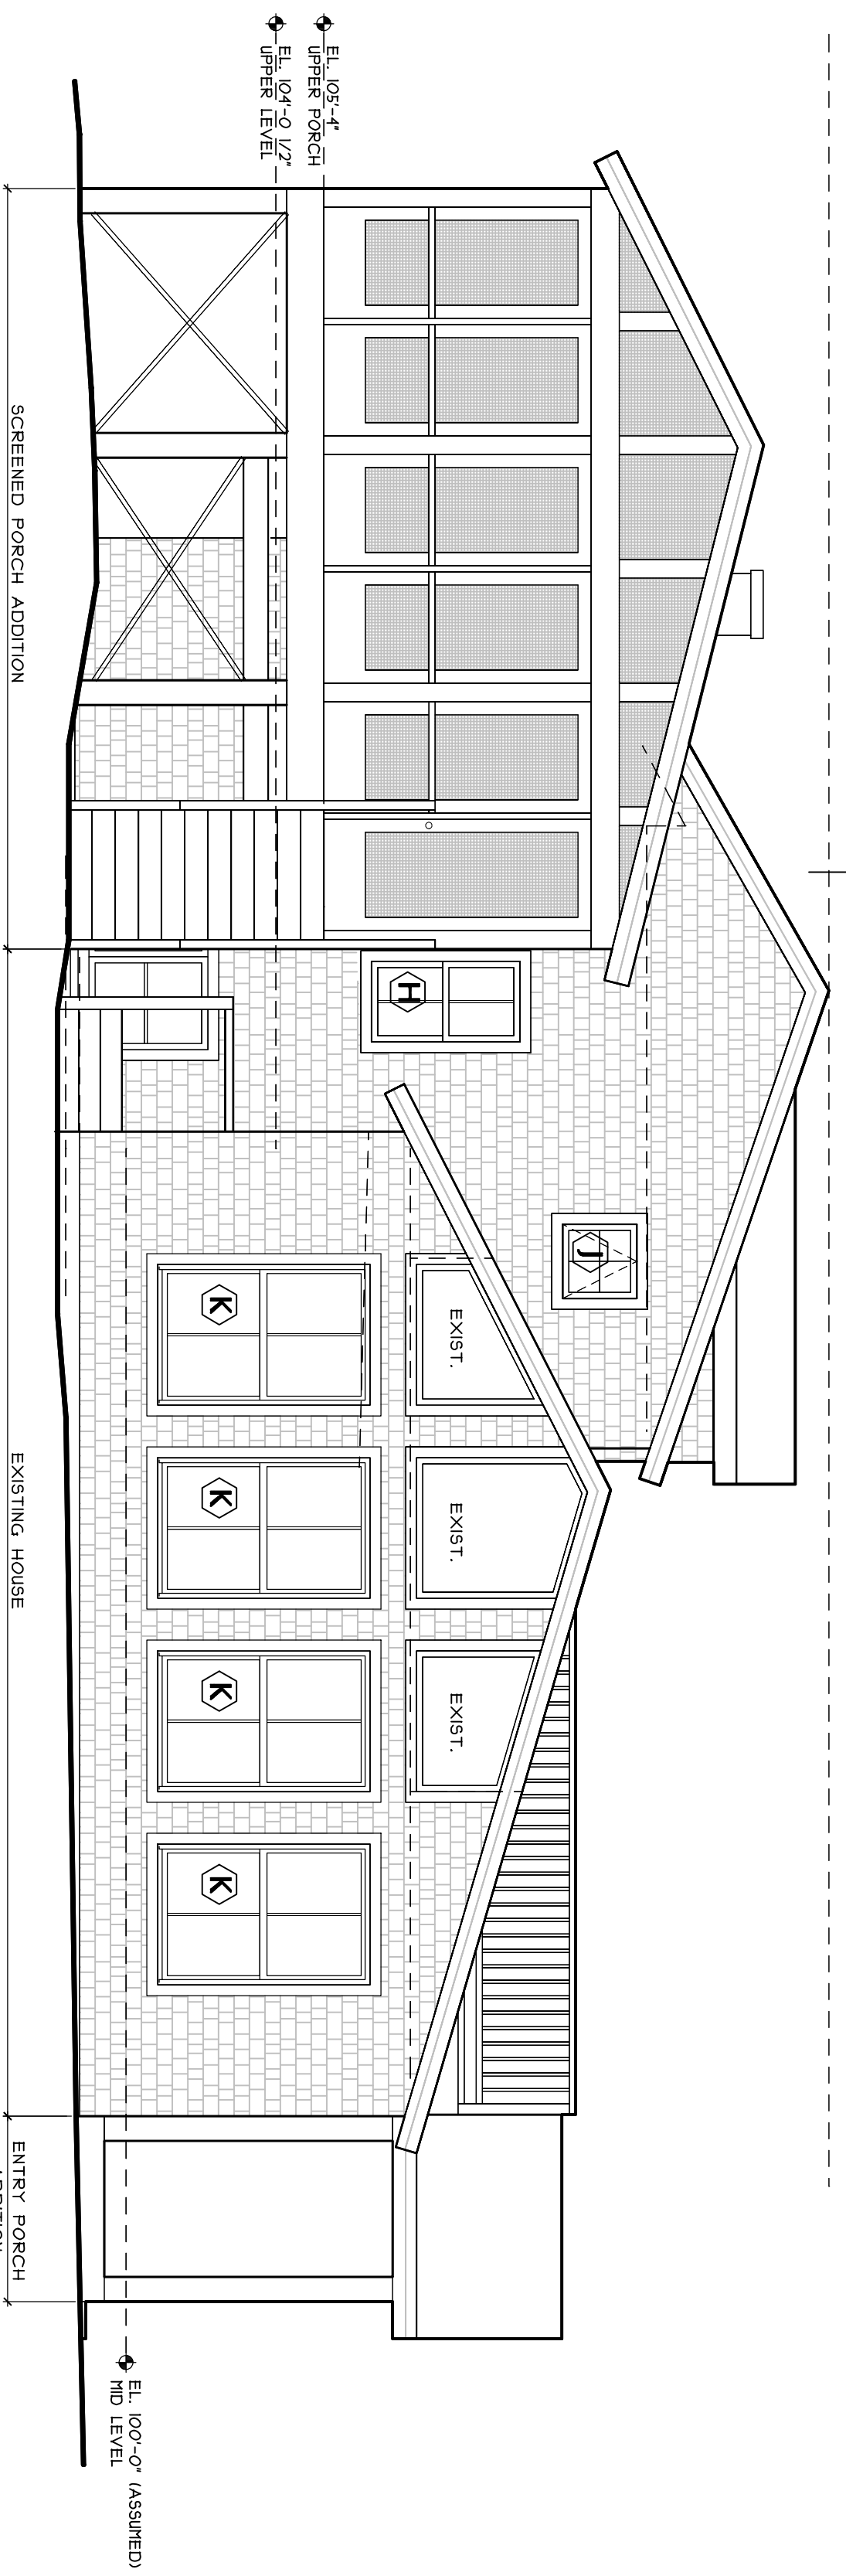 EL. 105'-4"
UPPER PORCH
EL. 104'-0 1/2"
UPPER LEVEL
H
J
EXIST.
EXIST.
EXIST.
K
K
K
K
EL. 100'-0" (ASSUMED)
MID LEVEL
SCREENED PORCH ADDITION
EXISTING HOUSE
ENTRY PORCH
ADDITION